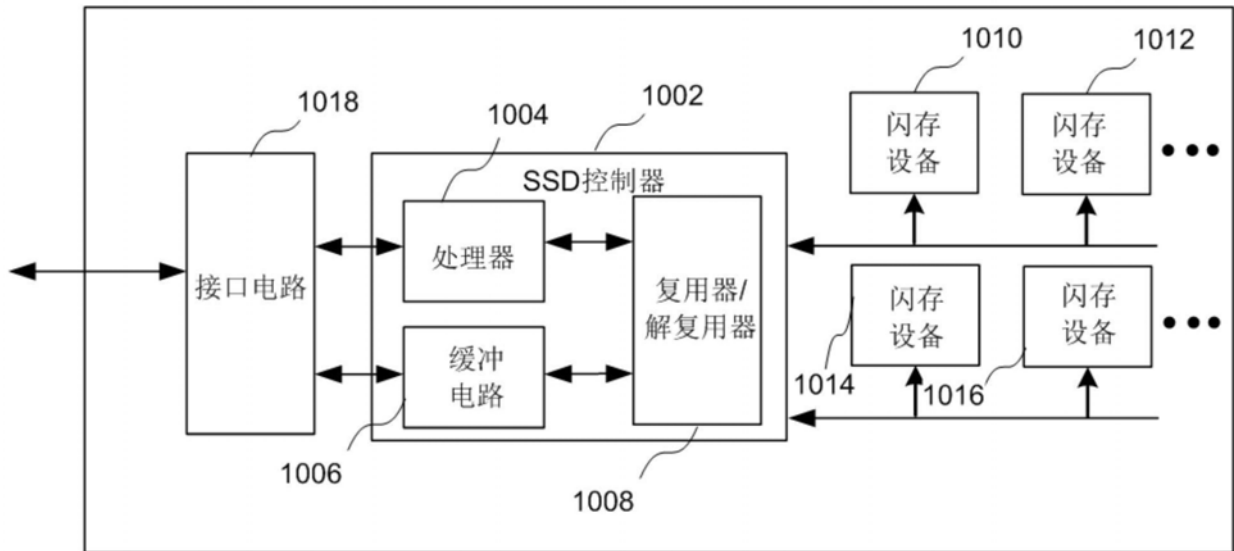 1010
1012
1018
1002
1004
闪存
设备
闪存
设备
SSD控制器
处理器
接口电路
复用器/
解复用器
闪存
设备
闪存
设备
缓冲
电路
1014
1016
1006
1008